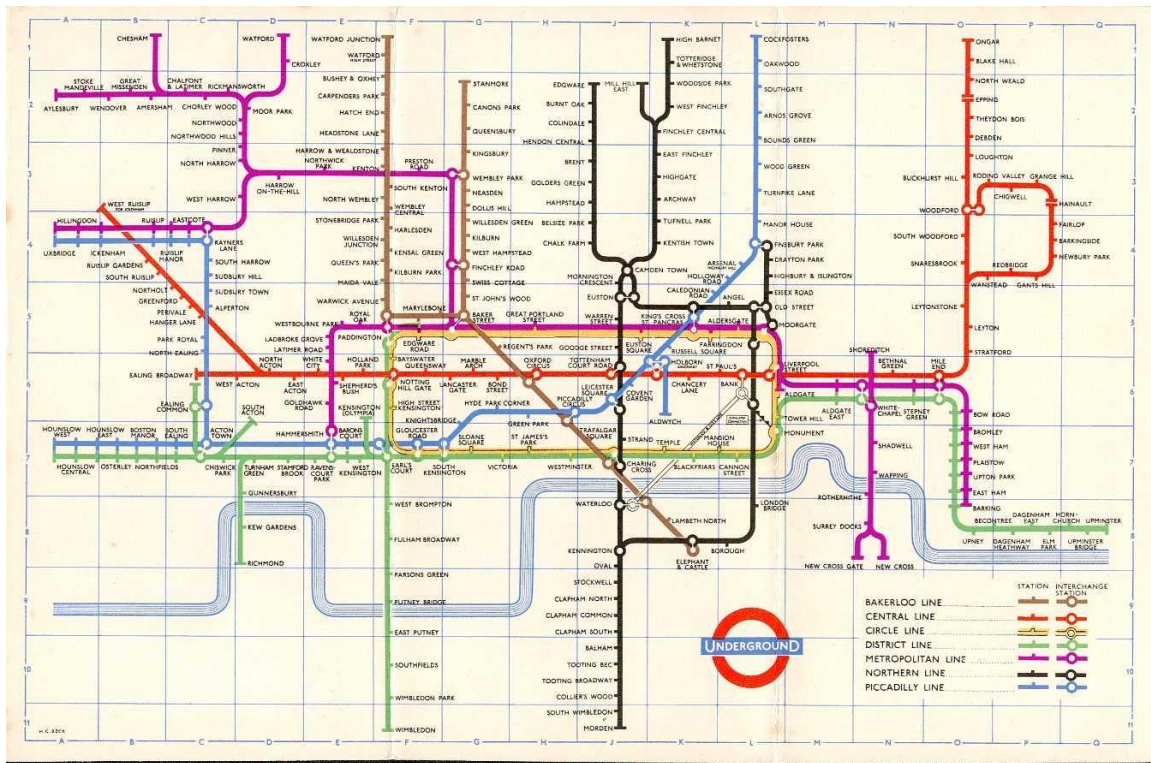 A B C D E F G H J K L M N O P Q
1
2
3
4
5
6
7
8
9
10
11
CHESHAM
WATFORD
CROXLEY
STOKE
MANDEVILLE
GREAT
MISSENDEN
CHALFONT
& LATIMER
RICKMANSWORTH
AYLESBURY
WENDOVER
AMERSHAM
CHORLEY WOOD
MOOR PARK
NORTHWOOD
NORTHWOOD HILLS
PINNER
NORTH HARROW
HARROW
ON-THE-HILL
NORTHWICK
PARK
PRESTON
ROAD
WEST HARROW
WEST RUISLIP
HILLINGDON
RUISLIP
EASTCOTE
RAYNERS
LANE
UXBRIDGE
ICKENHAM
RUISLIP
MANOR
RUISLIP GARDENS
SOUTH RUISLIP
NORTHOLT
GREENFORD
PERIVALE
HANGER LANE
SOUTH HARROW
SUDBURY HILL
SUDBURY TOWN
ALPERTON
PARK ROYAL
NORTH EALING
EALING BROADWAY
WEST ACTON
NORTH
ACTON
EAST
ACTON
WHITE
CITY
SHEPHERD'S
BUSH
HOLLAND
PARK
NOTTING
HILL GATE
QUEENSWAY
LANCASTER
GATE
MARBLE
ARCH
BOND
STREET
OXFORD
CIRCUS
TOTTENHAM
COURT ROAD
HOLBORN
CHANCERY
LANE
ST PAUL'S
BANK
LIVERPOOL
STREET
BETHNAL
GREEN
MILE
END
STRATFORD
LEYTON
LEYTONSTONE
SNARESBROOK
SOUTH WOODFORD
WOODFORD
BUCKHURST HILL
LOUGHTON
DEBDEN
THEYDON BOIS
EPPING
NORTH WEALD
BLAKE HALL
ONGAR
RODING VALLEY
CHIGWELL
GRANGE HILL
HAINAULT
FAIRLOP
BARKINGSIDE
NEWBURY PARK
GANTS HILL
REDBRIDGE
WANSTEAD
WATFORD JUNCTION
WATFORD
HIGH STREET
BUSHEY & OXHEY
CARPENDERS PARK
HATCH END
HEADSTONE LANE
HARROW & WEALDSTONE
KENTON
SOUTH KENTON
NORTH WEMBLEY
WEMBLEY
CENTRAL
STONEBRIDGE PARK
HARLESDEN
WILLESDEN
JUNCTION
KENSAL GREEN
QUEEN'S PARK
KILBURN PARK
MAIDA VALE
WARWICK AVENUE
ROYAL
OAK
PADDINGTON
EDGWARE
ROAD
MARYLEBONE
BAKER
STREET
STANMORE
CANONS PARK
QUEENSBURY
KINGSBURY
WEMBLEY PARK
NEASDEN
DOLLIS HILL
WILLESDEN GREEN
KILBURN
WEST HAMPSTEAD
FINCHLEY ROAD
SWISS COTTAGE
ST. JOHN'S WOOD
GREAT PORTLAND
STREET
REGENT'S PARK
WESTBOURNE PARK
LADBROKE GROVE
LATIMER ROAD
GOLDHAWK
ROAD
HAMMERSMITH
KENSINGTON
(OLYMPIA)
BAYSWATER
HIGH STREET
KENSINGTON
KNIGHTSBRIDGE
HYDE PARK CORNER
GREEN PARK
PICCADILLY
CIRCUS
LEICESTER
SQUARE
COVENT
GARDEN
ALDWYCH
RUSSELL SQUARE
EUSTON
SQUARE
KING'S CROSS
ST. PANCRAS
FARRINGDON
ALDERSGATE
MOORGATE
WARREN
STREET
GOODGE STREET
EALING
COMMON
SOUTH
ACTON
ACTON
TOWN
HOUNSLOW
WEST
HOUNSLOW
EAST
BOSTON
MANOR
SOUTH
EALING
HOUNSLOW
CENTRAL
OSTERLEY
NORTHFIELDS
CHISWICK
PARK
TURNHAM
GREEN
STAMFORD
BROOK
RAVENS-
COURT
PARK
BARONS
COURT
WEST
KENSINGTON
EARL'S
COURT
GLOUCESTER
ROAD
SOUTH
KENSINGTON
SLOANE
SQUARE
VICTORIA
ST JAMES'S
PARK
WESTMINSTER
CHARING
CROSS
TRAFALGAR
SQUARE
STRAND
TEMPLE
BLACKFRIARS
MANSION
HOUSE
CANNON
STREET
MONUMENT
TOWER HILL
ALDGATE
ALDGATE
EAST
WHITE-
CHAPEL
STEPNEY
GREEN
SHOREDITCH
SHADWELL
WAPPING
ROTHERHITHE
SURREY DOCKS
NEW CROSS GATE
NEW CROSS
BOW ROAD
BROMLEY
WEST HAM
PLAISTOW
UPTON PARK
EAST HAM
BARKING
BECONTREE
DAGENHAM
EAST
HORN-
CHURCH
UPMINSTER
UPNEY
DAGENHAM
HEATHWAY
ELM
PARK
UPMINSTER
BRIDGE
GUNNERSBURY
KEW GARDENS
RICHMOND
WEST BROMPTON
FULHAM BROADWAY
PARSONS GREEN
PUTNEY BRIDGE
EAST PUTNEY
SOUTHFIELDS
WIMBLEDON PARK
WIMBLEDON
EDGWARE
BURNT OAK
COLINDALE
HENDON CENTRAL
BRENT
GOLDERS GREEN
HAMPSTEAD
BELSIZE PARK
CHALK FARM
MILL HILL
EAST
HIGH BARNET
TOTTERIDGE
& WHETSTONE
WOODSIDE PARK
WEST FINCHLEY
FINCHLEY CENTRAL
EAST FINCHLEY
HIGHGATE
ARCHWAY
TUFNELL PARK
KENTISH TOWN
CAMDEN TOWN
MORNINGTON
CRESCENT
EUSTON
ANGEL
OLD STREET
ESSEX ROAD
HIGHBURY & ISLINGTON
DRAYTON PARK
FINSBURY PARK
COCKFOSTERS
OAKWOOD
SOUTHGATE
ARNOS GROVE
BOUNDS GREEN
WOOD GREEN
TURNPIKE LANE
MANOR HOUSE
ARSENAL
HOLLOWAY
ROAD
CALEDONIAN
ROAD
WATERLOO
LAMBETH NORTH
ELEPHANT
& CASTLE
LONDON
BRIDGE
BOROUGH
KENNINGTON
OVAL
STOCKWELL
CLAPHAM NORTH
CLAPHAM COMMON
CLAPHAM SOUTH
BALHAM
TOOTING BEC
TOOTING BROADWAY
COLLIER'S WOOD
SOUTH WIMBLEDON
MORDEN
UNDERGROUND
STATION
INTERCHANGE
STATION
BAKERLOO LINE
CENTRAL LINE
CIRCLE LINE
DISTRICT LINE
METROPOLITAN LINE
NORTHERN LINE
PICCADILLY LINE
H.C. BECK
A B C D E F G H J K L M N O P Q